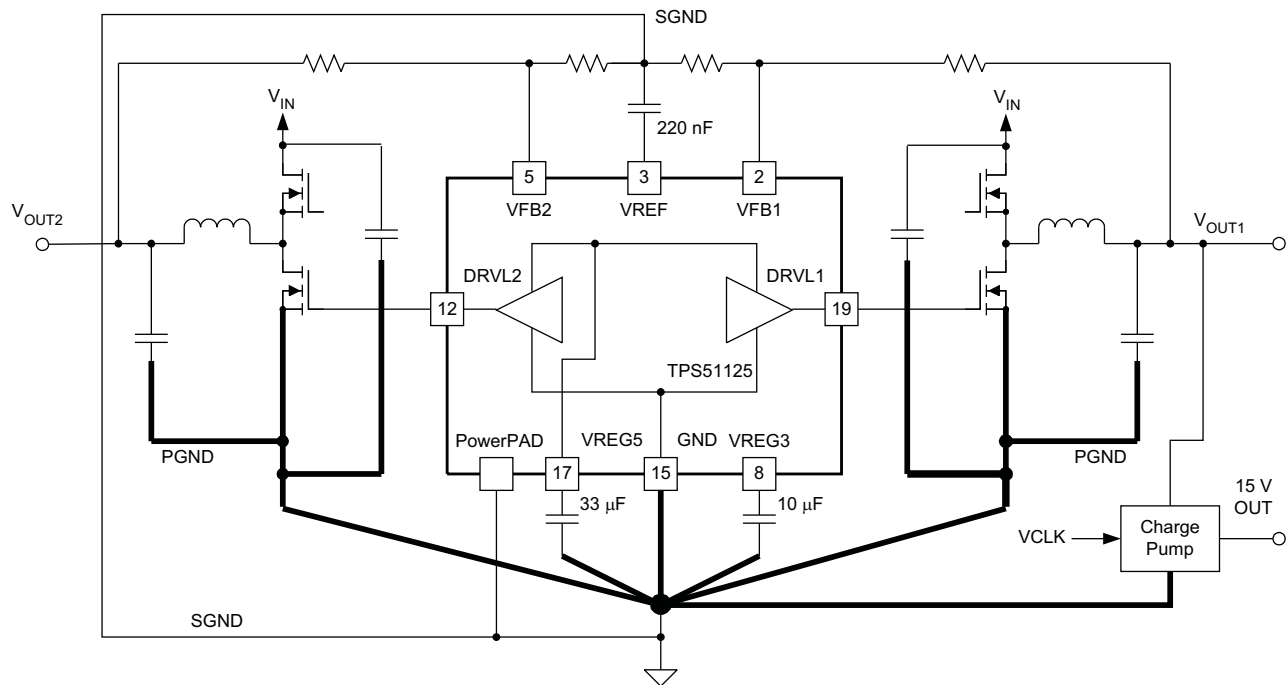 SGND
V_IN
V_IN
220 nF
5
3
2
VFB2
VREF
VFB1
V_OUT2
V_OUT1
DRVL2
DRVL1
12
19
TPS51125
PowerPAD
VREG5
GND
VREG3
PGND
PGND
17
15
8
33 μF
10 μF
15 V
OUT
VCLK
Charge
Pump
SGND